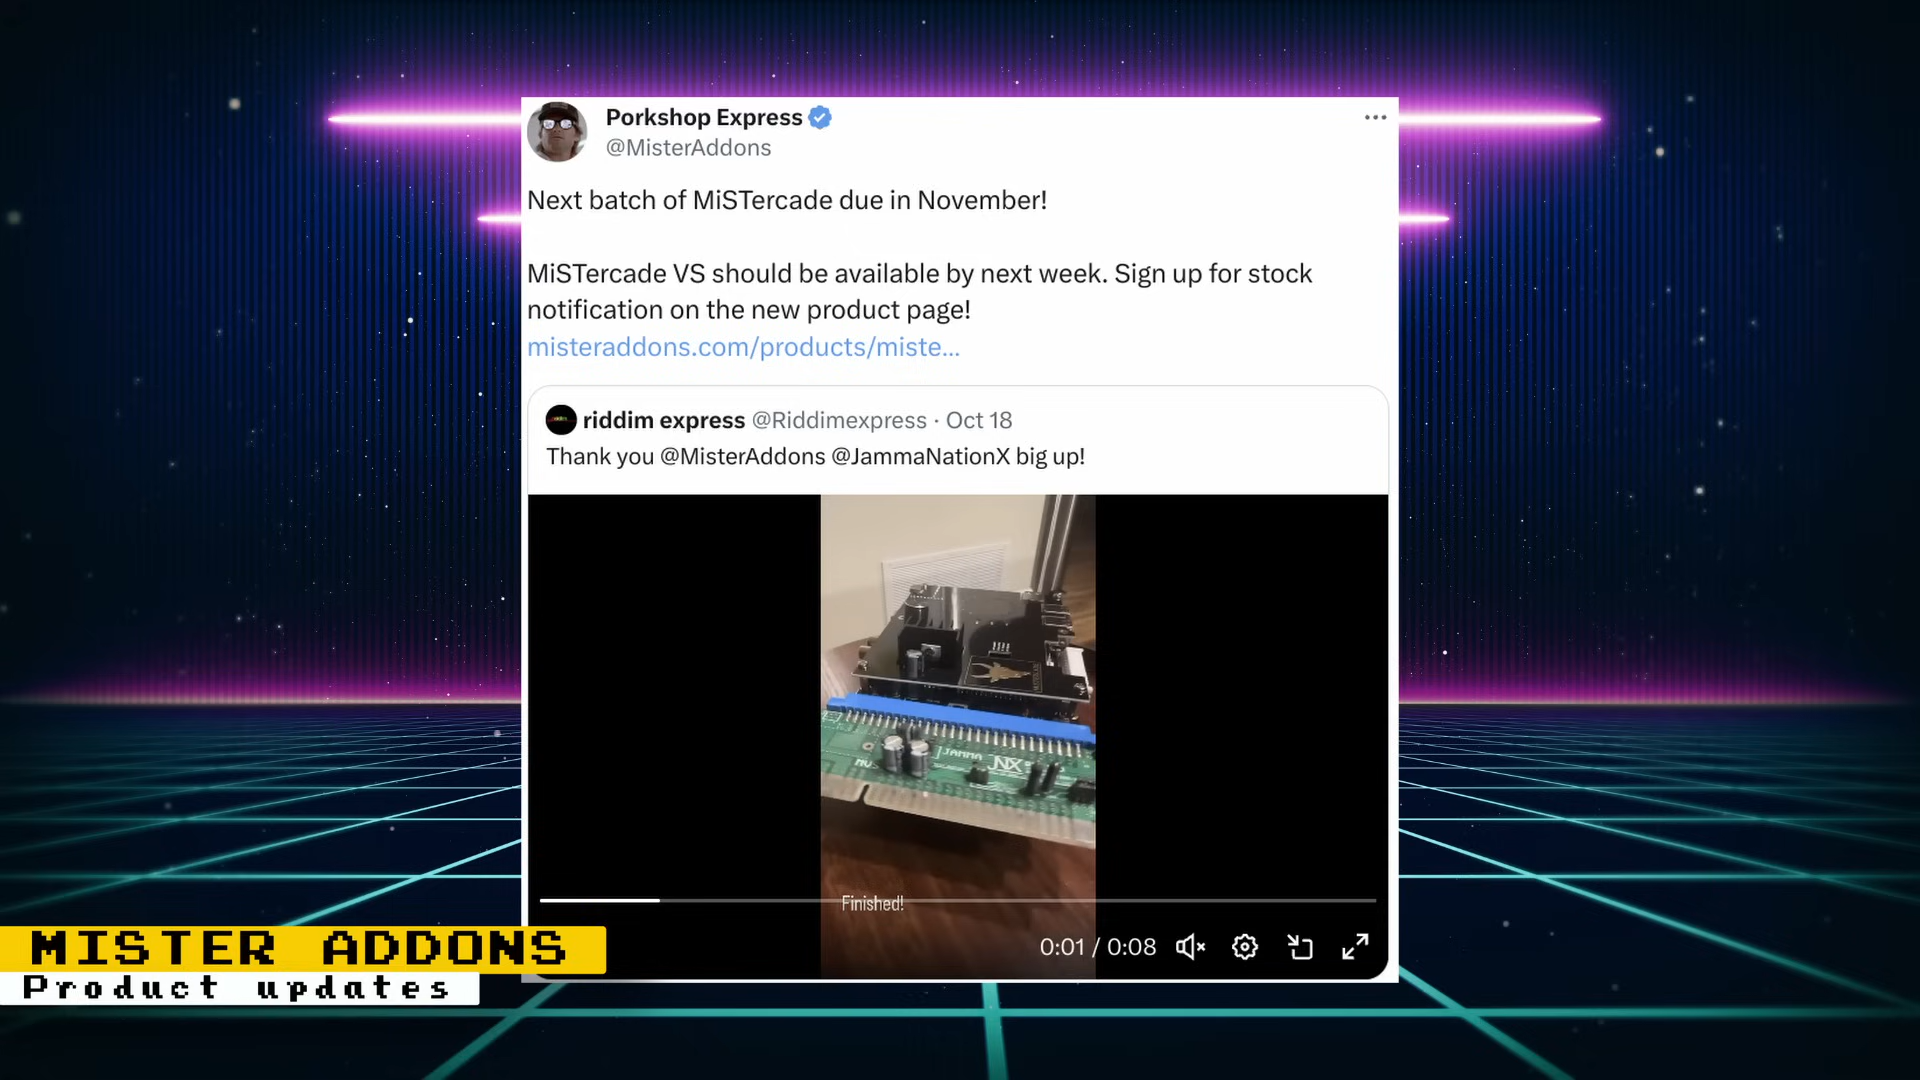 Porkshop Express
@MisterAddons
Next batch of MiSTercade due in November!
MiSTercade VS should be available by next week. Sign up for stock
notification on the new product page!
misteraddons.com/products/miste...
riddim express @Riddimexpress · Oct 18
Thank you @MisterAddons @JammaNationX big up!
JAMMA
JNX
Finished!
0:01 / 0:08
MISTER ADDONS
Product updates